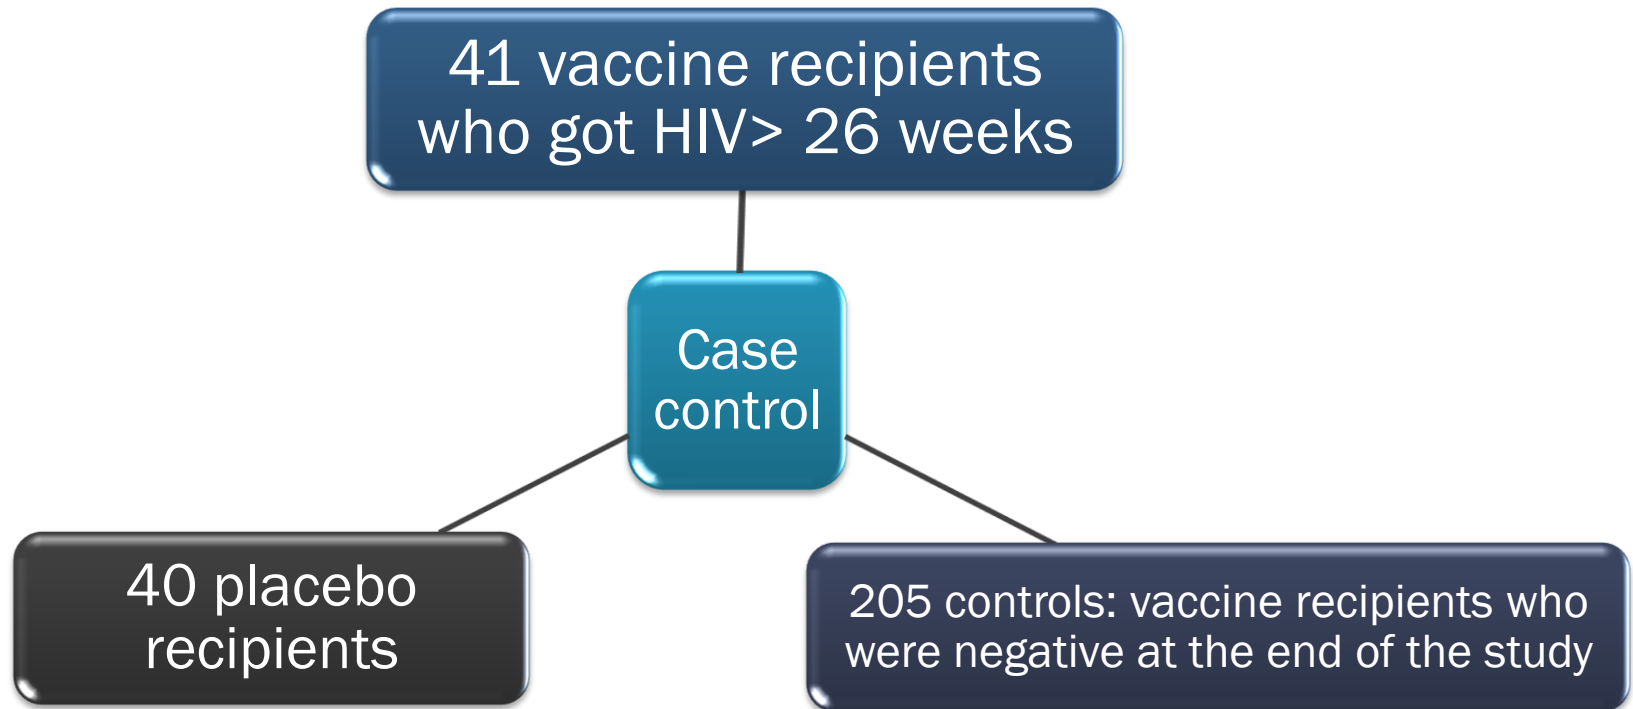 41 vaccine recipients
who got HIV> 26 weeks
Case
control
40 placebo
recipients
205 controls: vaccine recipients who
were negative at the end of the study